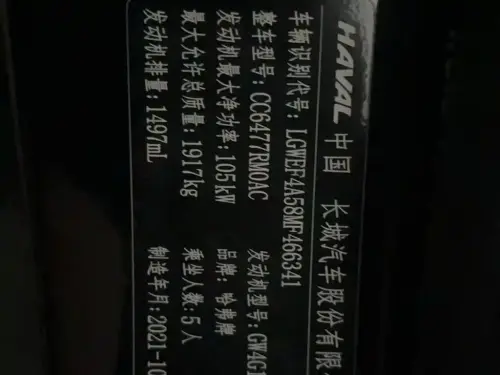 HAVAL 中国 长城汽车股份有限
车辆识别代号：LGWEF4A58MF466341
整车型号：CC6477RM0AC 发动机型号：GW4G1
发动机最大净功率：105kW 品牌：哈弗牌
最大允许总质量：1917kg 乘坐人数：5人
发动机排量：1497mL 制造年月：2021-10